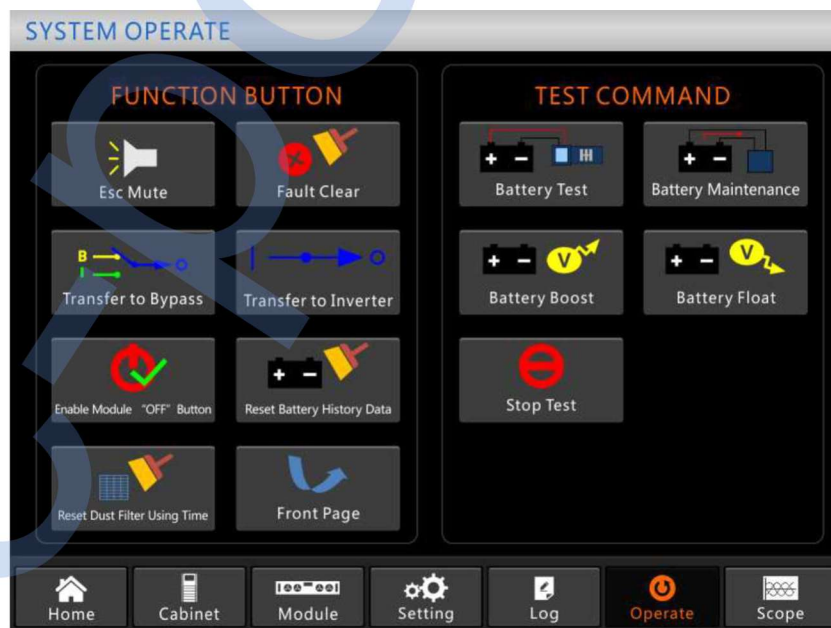 SYSTEM OPERATE
FUNCTION BUTTON
Esc Mute
Fault Clear
B
Transfer to Bypass
I
Transfer to Inverter
Enable Module "OFF" Button
Reset Battery History Data
Reset Dust Filter Using Time
Front Page
TEST COMMAND
+ -
Battery Test
+ -
Battery Maintenance
+ - V
Battery Boost
+ - V
Battery Float
Stop Test
Home
Cabinet
Module
Setting
Log
Operate
Scope